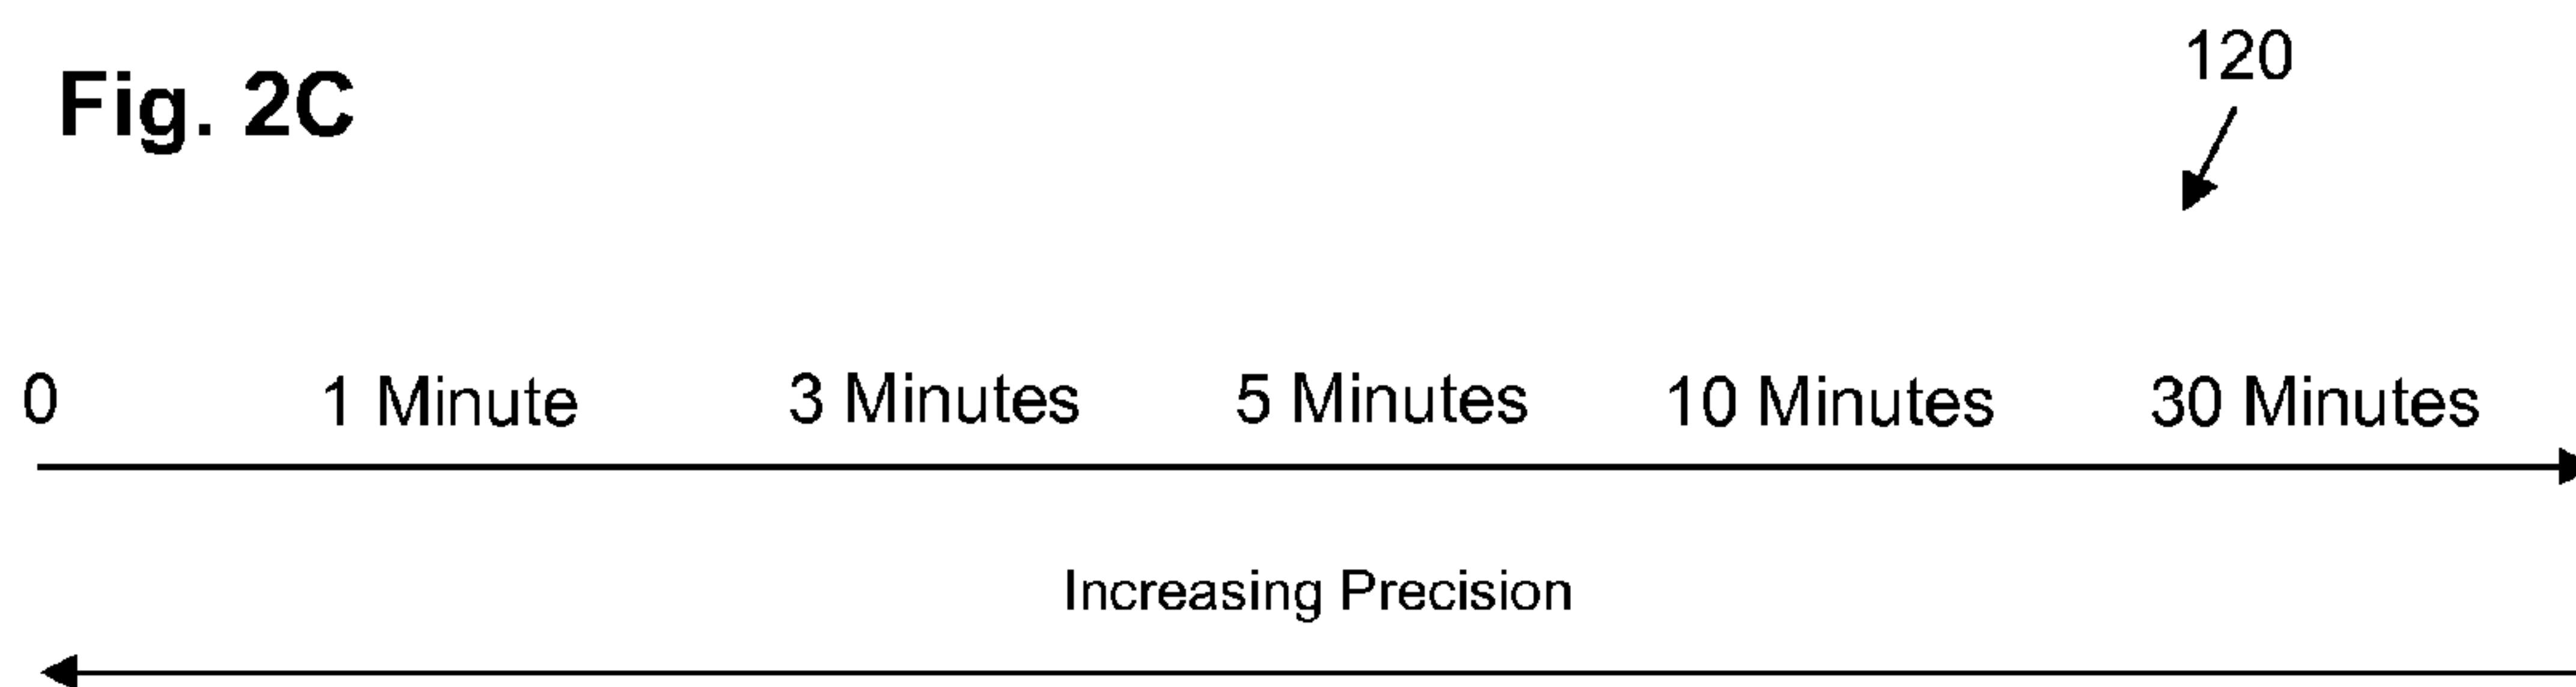 Fig. 2C
120
0 1 Minute 3 Minutes 5 Minutes 10 Minutes 30 Minutes
Increasing Precision